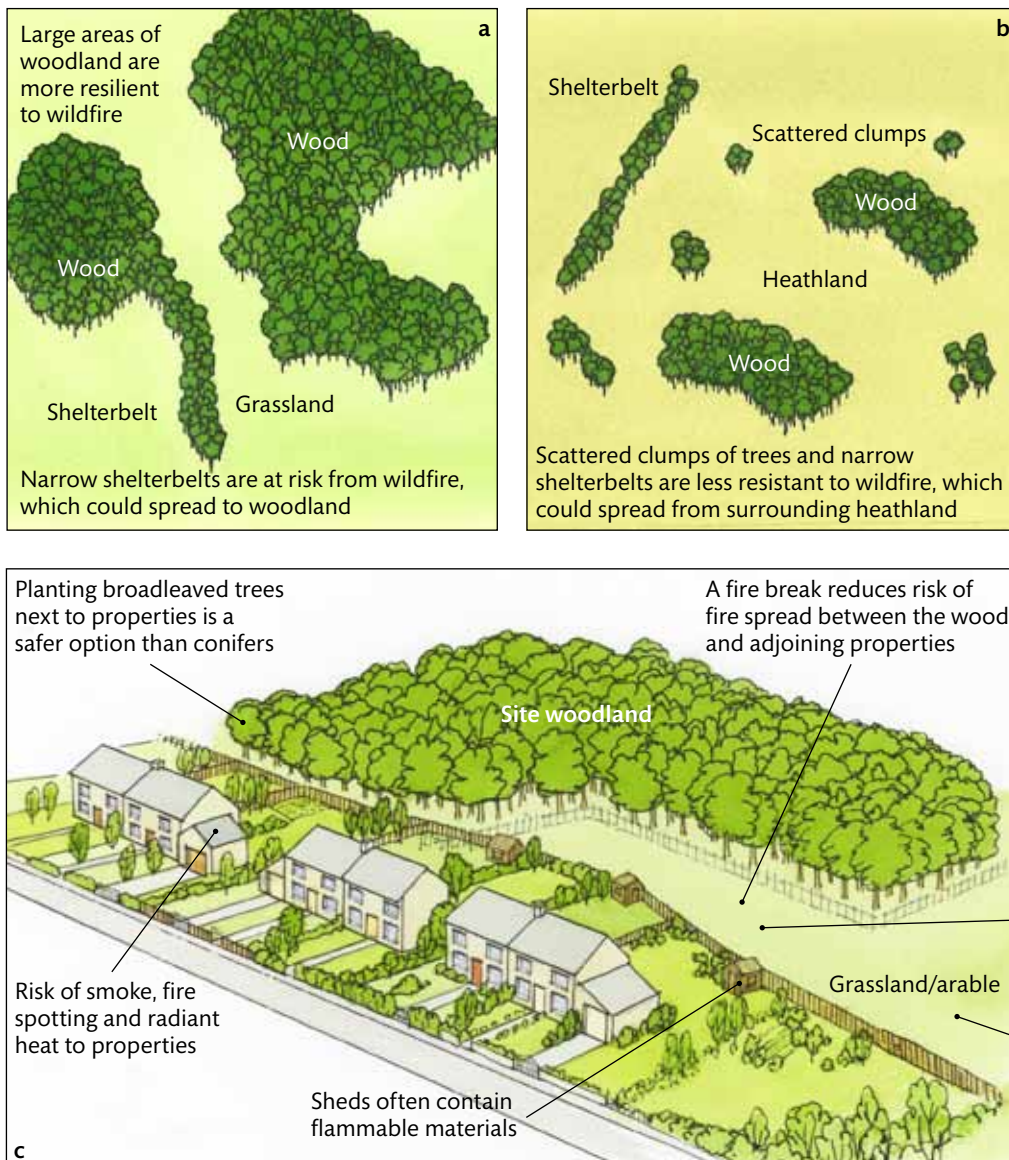 a
Large areas of
woodland are
more resilient
to wildfire
Wood
Wood
Shelterbelt
Grassland
Narrow shelterbelts are at risk from wildfire,
which could spread to woodland
b
Shelterbelt
Scattered clumps
Wood
Heathland
Wood
Scattered clumps of trees and narrow
shelterbelts are less resistant to wildfire, which
could spread from surrounding heathland
Planting broadleaved trees
next to properties is a
safer option than conifers
A fire break reduces risk of
fire spread between the wood
and adjoining properties
Site woodland
Risk of smoke, fire
spotting and radiant
heat to properties
Grassland/arable
Sheds often contain
flammable materials
c